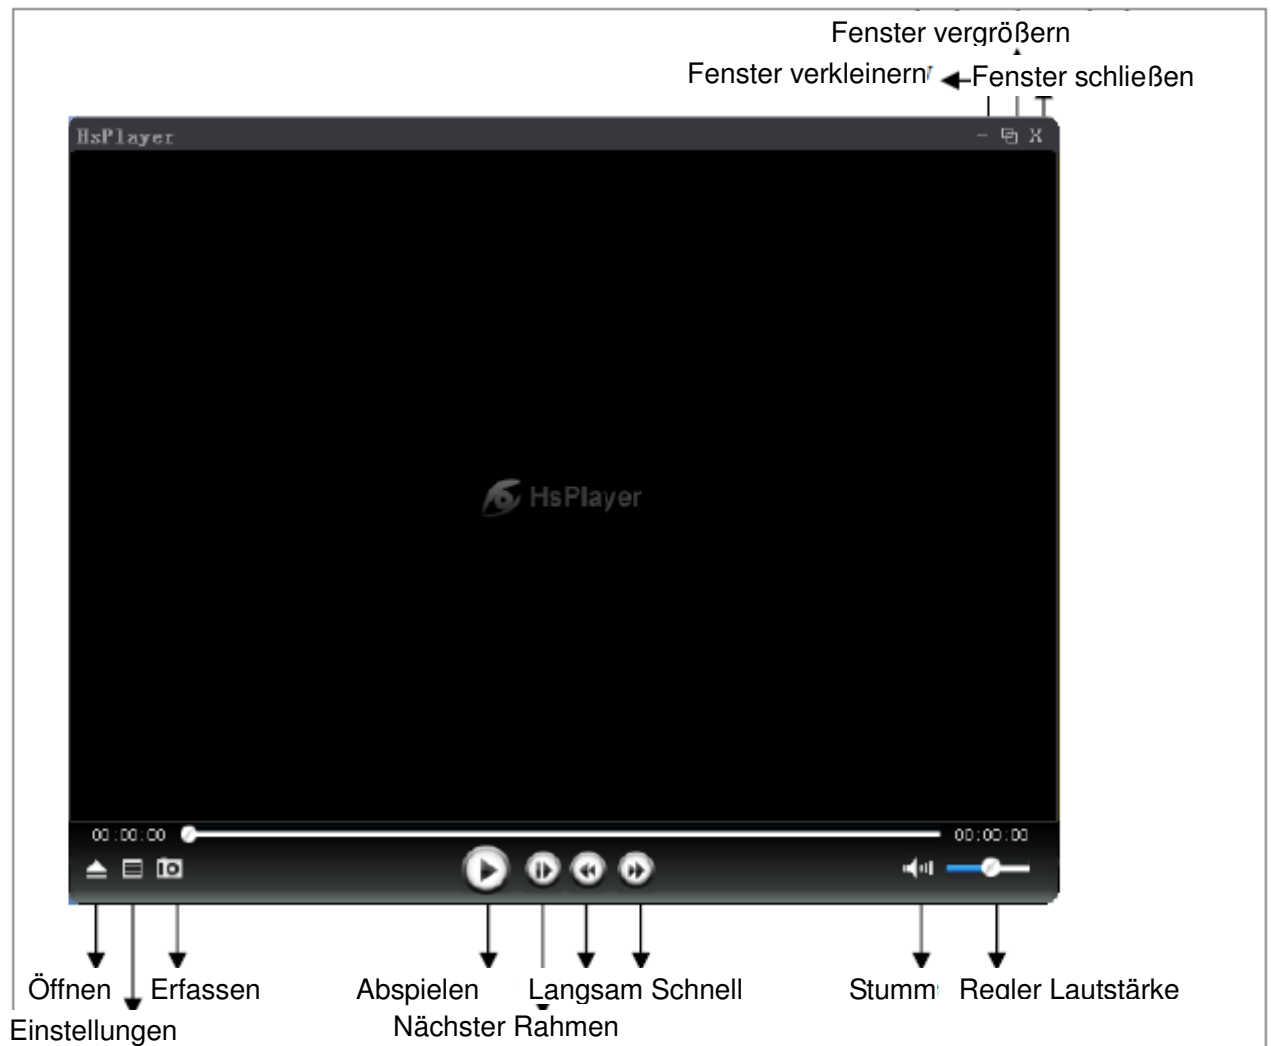 Fenster vergrößern
Fenster verkleinern
Fenster schließen
HsPlayer
HsPlayer
00:00:00
00:00:00
Öffnen
Erfassen
Abspielen
Langsam
Schnell
Stumm
Regler Lautstärke
Einstellungen
Nächster Rahmen